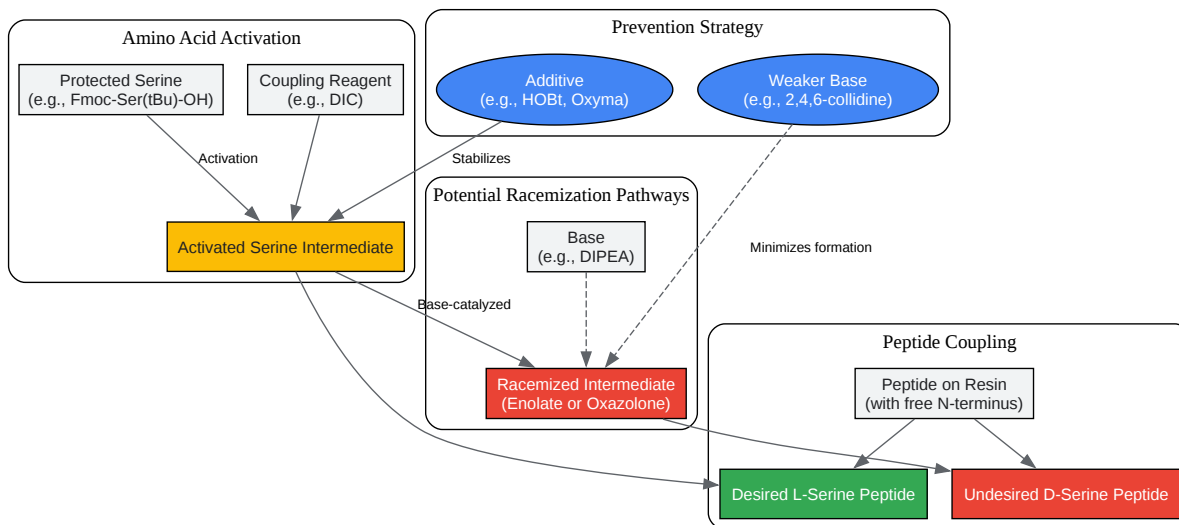 Amino Acid Activation
Prevention Strategy
Protected Serine
(e.g., Fmoc-Ser(tBu)-OH)
Coupling Reagent
(e.g., DIC)
Additive
(e.g., HOBt, Oxyma)
Weaker Base
(e.g., 2,4,6-collidine)
Activation
Stabilizes
Potential Racemization Pathways
Activated Serine Intermediate
Base
(e.g., DIPEA)
Minimizes formation
Base-catalyzed
Peptide Coupling
Racemized Intermediate
(Enolate or Oxazolone)
Peptide on Resin
(with free N-terminus)
Desired L-Serine Peptide
Undesired D-Serine Peptide